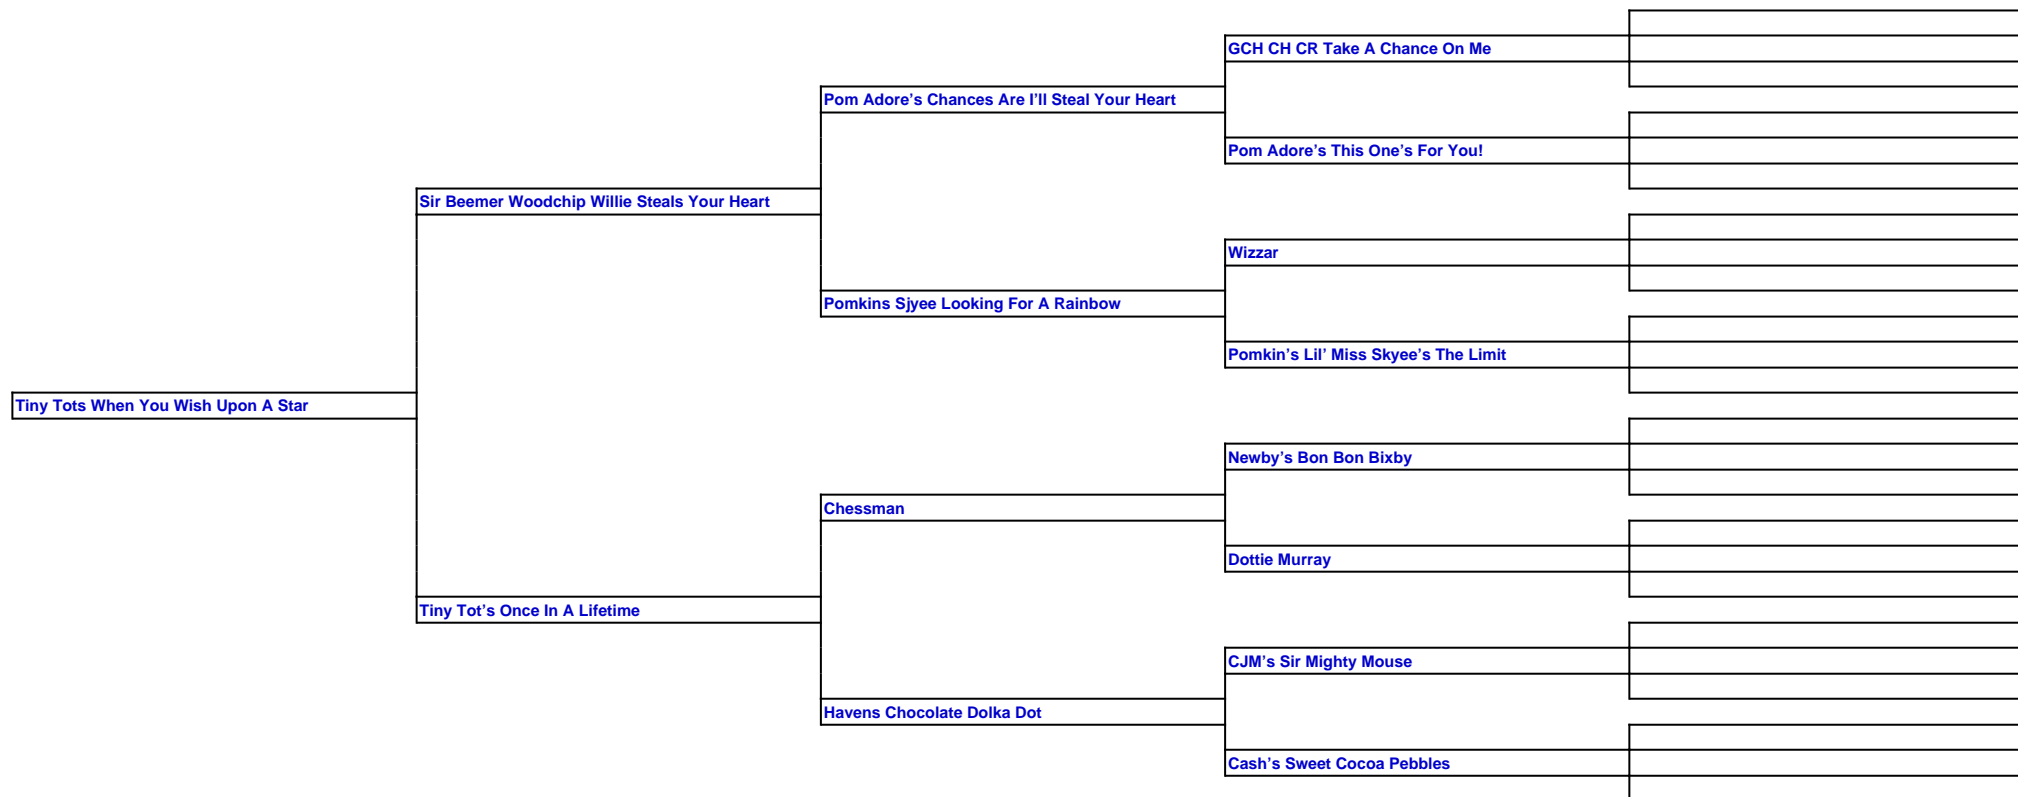 GCH CH CR Take A Chance On Me
Pom Adore’s Chances Are I’ll Steal Your Heart
Pom Adore’s This One’s For You!
Sir Beemer Woodchip Willie Steals Your Heart
Wizzar
Pomkins Sjyee Looking For A Rainbow
Pomkin’s Lil’ Miss Skyee’s The Limit
Tiny Tots When You Wish Upon A Star
Newby’s Bon Bon Bixby
Chessman
Dottie Murray
Tiny Tot’s Once In A Lifetime
CJM’s Sir Mighty Mouse
Havens Chocolate Dolka Dot
Cash’s Sweet Cocoa Pebbles